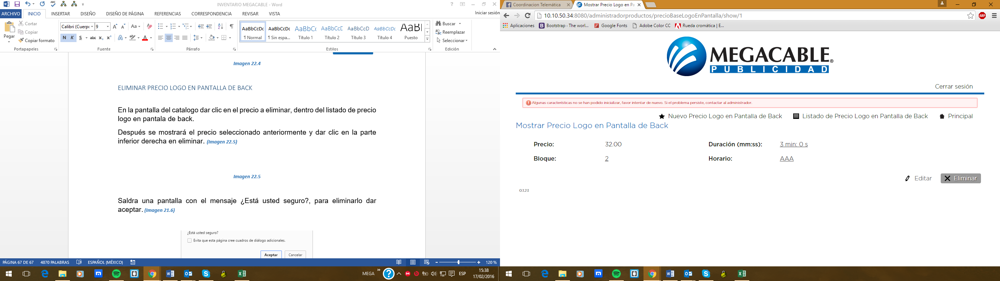 INVENTARIO MEGACABLE - Word
ARCHIVO INICIO INSERTAR DISEÑO DISEÑO DE PÁGINA REFERENCIAS CORRESPONDENCIA REVISAR VISTA Iniciar sesión
Pegar
Cortar
Copiar
Copiar formato
Portapapeles
Calibri (Cuerpo 9
Fuente
Párrafo
AaBbCcDc AaBbCcDc AaBbCc AaBbCcE AaBbCcD AaBbCcDc AaBl
¶ Normal ¶ Sin espa... Título 1 Título 2 Título 3 Título 4 Puesto
Estilos
Buscar
Reemplazar
Seleccionar
Edición
Imagen 22.4
ELIMINAR PRECIO LOGO EN PANTALLA DE BACK
En la pantalla del catalogo dar clic en el precio a eliminar, dentro del listado de precio
logo en pantala de back.
Después se mostrará el precio seleccionado anteriormente y dar clic en la parte
inferior derecha en eliminar. (Imagen 22.5)
Imagen 22.5
Saldra una pantalla con el mensaje ¿Está usted seguro?, para eliminarlo dar
aceptar. (Imagen 21.6)
¿Está usted seguro?
Evita que esta página cree cuadros de diálogo adicionales.
Aceptar Cancelar
PÁGINA 67 DE 67 4870 PALABRAS ESPAÑOL (MÉXICO) 120 %
MEGA ESP 15:38
17/02/2016
Coordinacion Telemática Mostrar Precio Logo en Pa
10.10.50.34:8080/administradorproductos/precioBaseLogoEnPantalla/show/1
ABP
Aplicaciones Bootstrap · The worl... Google Fonts Adobe Color CC Rueda cromática | E...
MEGACABLE®
PUBLICIDAD
Cerrar sesión
Algunas características no se han podido inicializar, favor intentar de nuevo. Si el problema persiste, contactar al administrador.
Nuevo Precio Logo en Pantalla de Back Listado de Precio Logo en Pantalla de Back Principal
Mostrar Precio Logo en Pantalla de Back
Precio: 32.00 Duración (mm:ss): 3 min: 0 s
Bloque: 2 Horario: AAA
Editar Eliminar
0.1.23